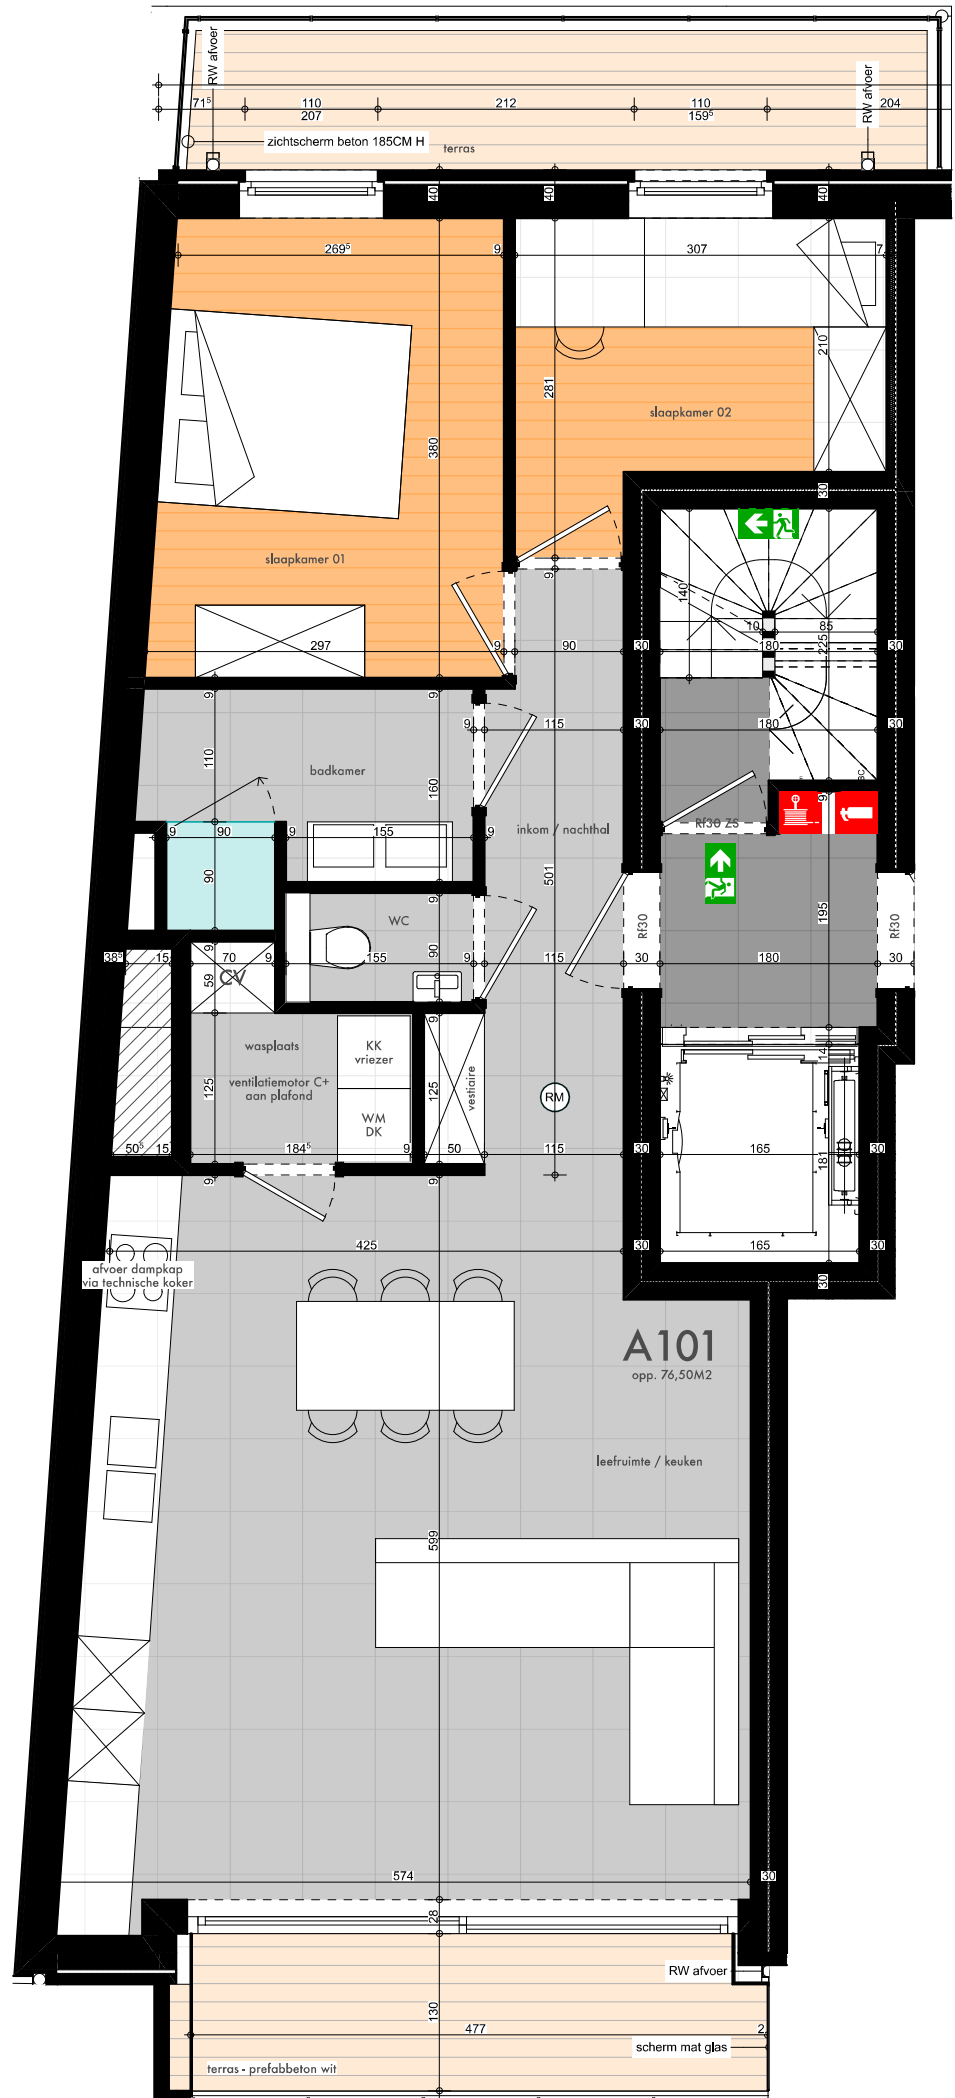 RW afvoer
RW afvoer
71⁵ 110 212 110 204
207 159⁵
zichtscherm beton 185CM H
terras
40 40 40
269⁵ 9 307 7
210
281
380
slaapkamer 02
30
slaapkamer 01
9
140
10 85
225
297 9 90 30 180 30
9 9
9 115 30 180 30
110
160
badkamer
9
9 90 9 155 9
inkom / nachthal
Rf30 ZS
90
501
WC
9
90
195
Rf30
Rf30
38⁹ 15 70 9 155 9 115 30 180 30
9
59
CV
9
wasplaats
KK
vriezer
14
ventilatiemotor C+
aan plafond
125
125
vestiaire
RM
WM
DK
50⁵ 15 184⁵ 9 50 115 30 165 30
181
9 9
425 30 165 30
30
afvoer dampkap
via technische koker
A101
opp. 76,50M2
leefruimte / keuken
599
574 30
28
RW afvoer
130
477 2
scherm mat glas
terras - prefabbeton wit